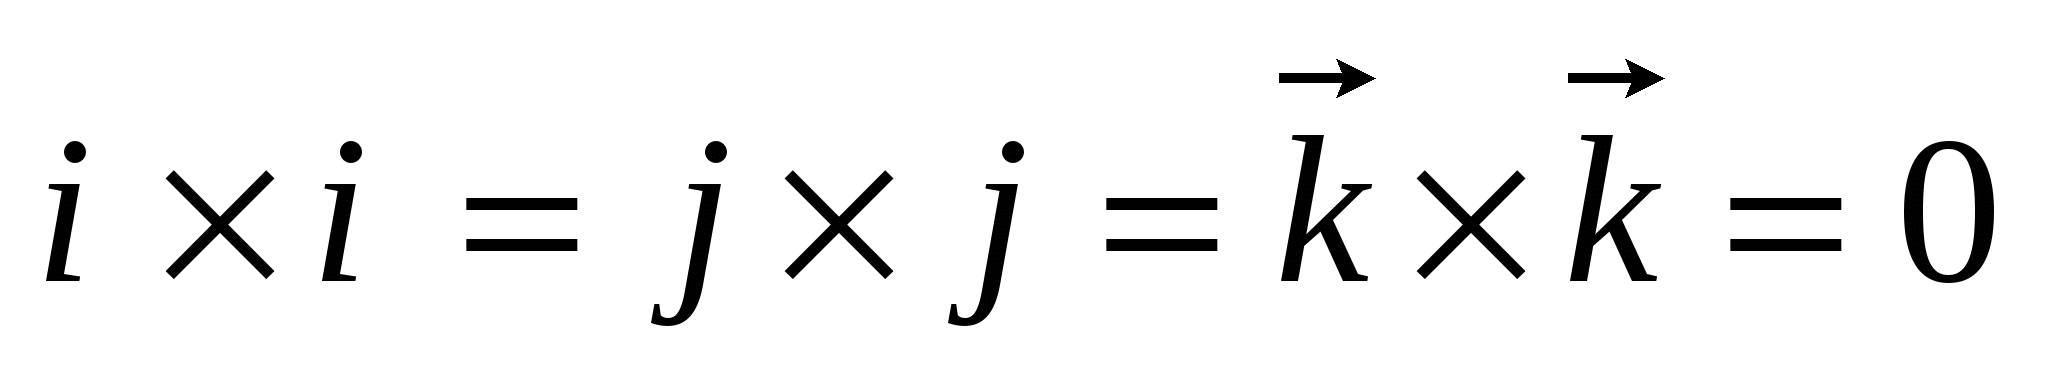 i × i = j × j = k⃗ × k⃗ = 0